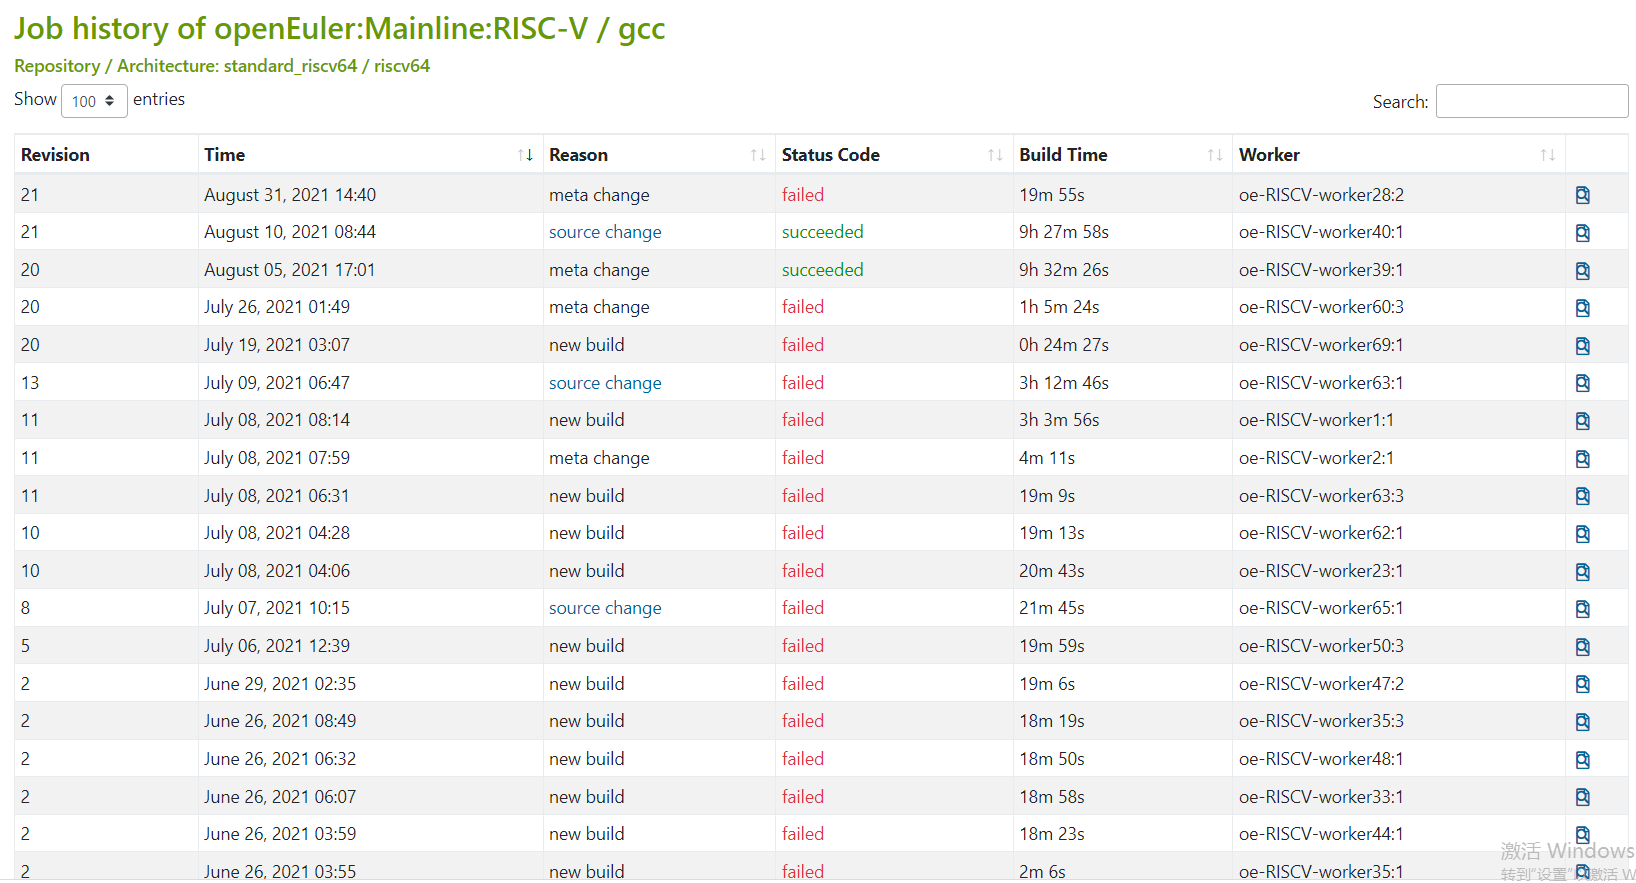 Job history of openEuler:Mainline:RISC-V / gcc
Repository / Architecture: standard_riscv64 / riscv64
Show 100 entries Search:
Revision Time Reason Status Code Build Time Worker
21 August 31, 2021 14:40 meta change failed 19m 55s oe-RISCV-worker28:2
21 August 10, 2021 08:44 source change succeeded 9h 27m 58s oe-RISCV-worker40:1
20 August 05, 2021 17:01 meta change succeeded 9h 32m 26s oe-RISCV-worker39:1
20 July 26, 2021 01:49 meta change failed 1h 5m 24s oe-RISCV-worker60:3
20 July 19, 2021 03:07 new build failed 0h 24m 27s oe-RISCV-worker69:1
13 July 09, 2021 06:47 source change failed 3h 12m 46s oe-RISCV-worker63:1
11 July 08, 2021 08:14 new build failed 3h 3m 56s oe-RISCV-worker1:1
11 July 08, 2021 07:59 meta change failed 4m 11s oe-RISCV-worker2:1
11 July 08, 2021 06:31 new build failed 19m 9s oe-RISCV-worker63:3
10 July 08, 2021 04:28 new build failed 19m 13s oe-RISCV-worker62:1
10 July 08, 2021 04:06 new build failed 20m 43s oe-RISCV-worker23:1
8 July 07, 2021 10:15 source change failed 21m 45s oe-RISCV-worker65:1
5 July 06, 2021 12:39 new build failed 19m 59s oe-RISCV-worker50:3
2 June 29, 2021 02:35 new build failed 19m 6s oe-RISCV-worker47:2
2 June 26, 2021 08:49 new build failed 18m 19s oe-RISCV-worker35:3
2 June 26, 2021 06:32 new build failed 18m 50s oe-RISCV-worker48:1
2 June 26, 2021 06:07 new build failed 18m 58s oe-RISCV-worker33:1
2 June 26, 2021 03:59 new build failed 18m 23s oe-RISCV-worker44:1
2 June 26, 2021 03:55 new build failed 2m 6s oe-RISCV-worker35:1
激活 Windows
转到"设置"以激活 W